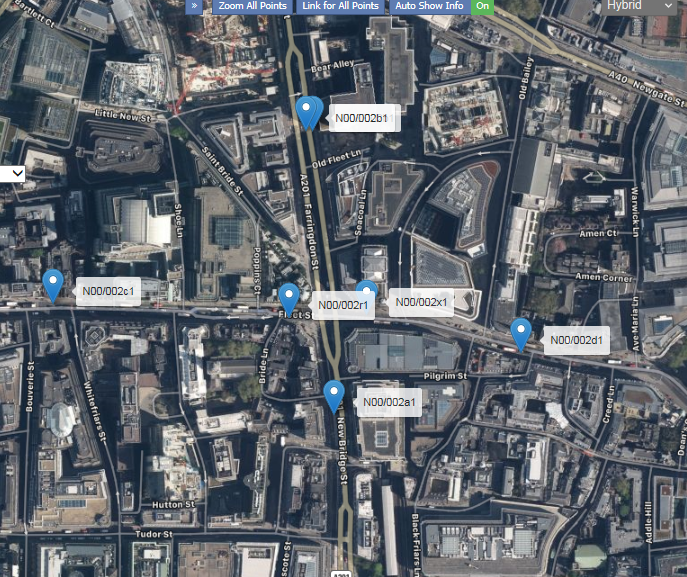 » Zoom All Points Link for All Points Auto Show Info On Hybrid
Bartlett Ct
Bear Alley
Old Bailey
A40 Newgate St
Little New St
N00/002b1
Saint Bride St
Old Fleet Ln
A201 Farringdon St
Seacoal Ln
Shoe Ln
Warwick Ln
Amen Ct
Poppins Ct
Amen Corner
N00/002c1
N00/002r1
N00/002x1
Fleet St
Ave Maria Ln
N00/002d1
Bride Ln
Pilgrim St
Bouverie St
Whitefriars St
N00/002a1
Creed Ln
New Bridge St
Hutton St
Tudor St
Black Friars Ln
Addle Hill
A201